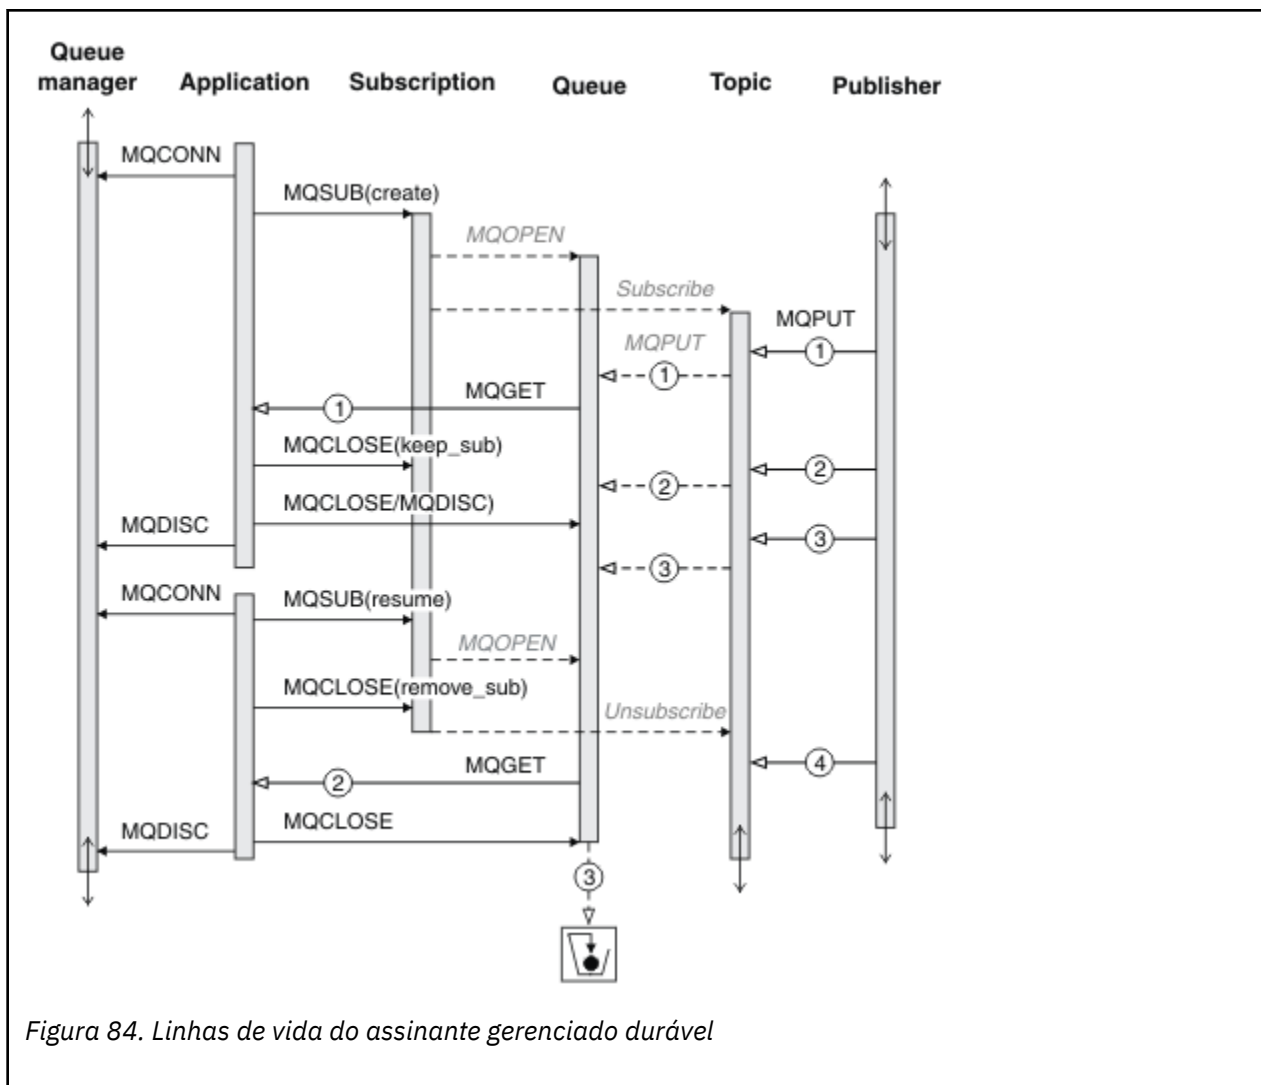 Queue
manager
Application
Subscription
Queue
Topic
Publisher
MQCONN
MQSUB(create)
MQOPEN
Subscribe
MQPUT
1
MQPUT
1
MQGET
1
MQCLOSE(keep_sub)
2
2
MQCLOSE/MQDISC)
MQDISC
3
3
MQCONN
MQSUB(resume)
MQOPEN
MQCLOSE(remove_sub)
Unsubscribe
4
MQGET
2
MQCLOSE
MQDISC
3
Figura 84. Linhas de vida do assinante gerenciado durável